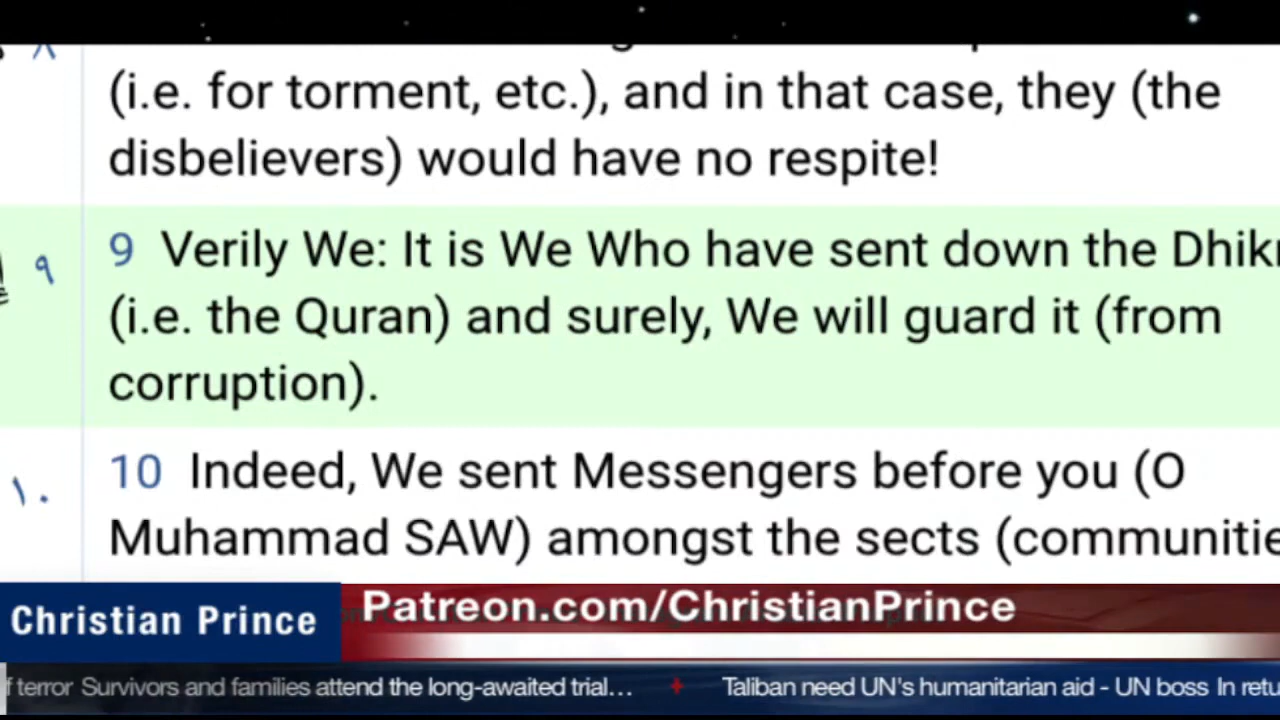 (i.e. for torment, etc.), and in that case, they (the
disbelievers) would have no respite!
٩ 9 Verily We: It is We Who have sent down the Dhikr
(i.e. the Quran) and surely, We will guard it (from
corruption).
١٠ 10 Indeed, We sent Messengers before you (O
Muhammad SAW) amongst the sects (communitie
Christian Prince
Patreon.com/ChristianPrince
f terror Survivors and families attend the long-awaited trial... + Taliban need UN's humanitarian aid - UN boss In retu